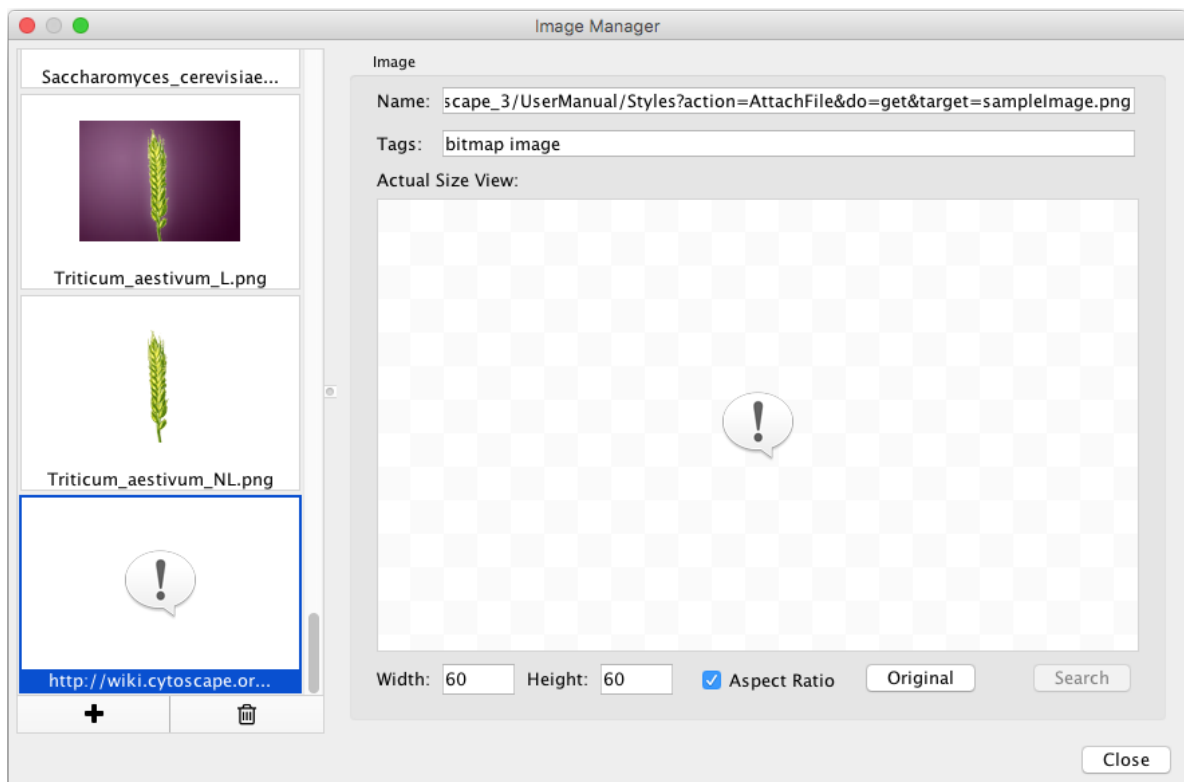 Image Manager
Saccharomyces_cerevisiae...
Triticum_aestivum_L.png
Triticum_aestivum_NL.png
http://wiki.cytoscape.or...
Image
Name: scape_3/UserManual/Styles?action=AttachFile&do=get&target=sampleImage.png
Tags: bitmap image
Actual Size View:
Width: 60 Height: 60 Aspect Ratio Original Search
Close